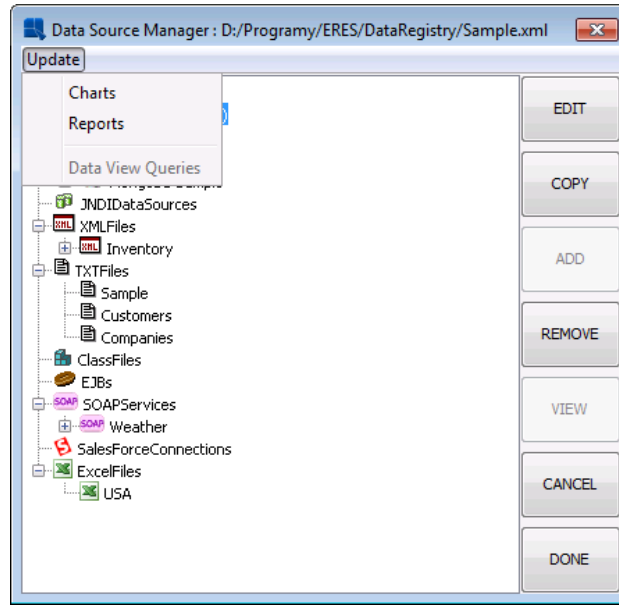 Data Source Manager : D:/Programy/ERES/DataRegistry/Sample.xml
Update
Charts
Reports
)
Data View Queries
JNDIDataSources
XMLFiles
Inventory
TXTFiles
Sample
Customers
Companies
ClassFiles
EJBs
SOAPServices
Weather
SalesForceConnections
ExcelFiles
USA
EDIT
COPY
ADD
REMOVE
VIEW
CANCEL
DONE